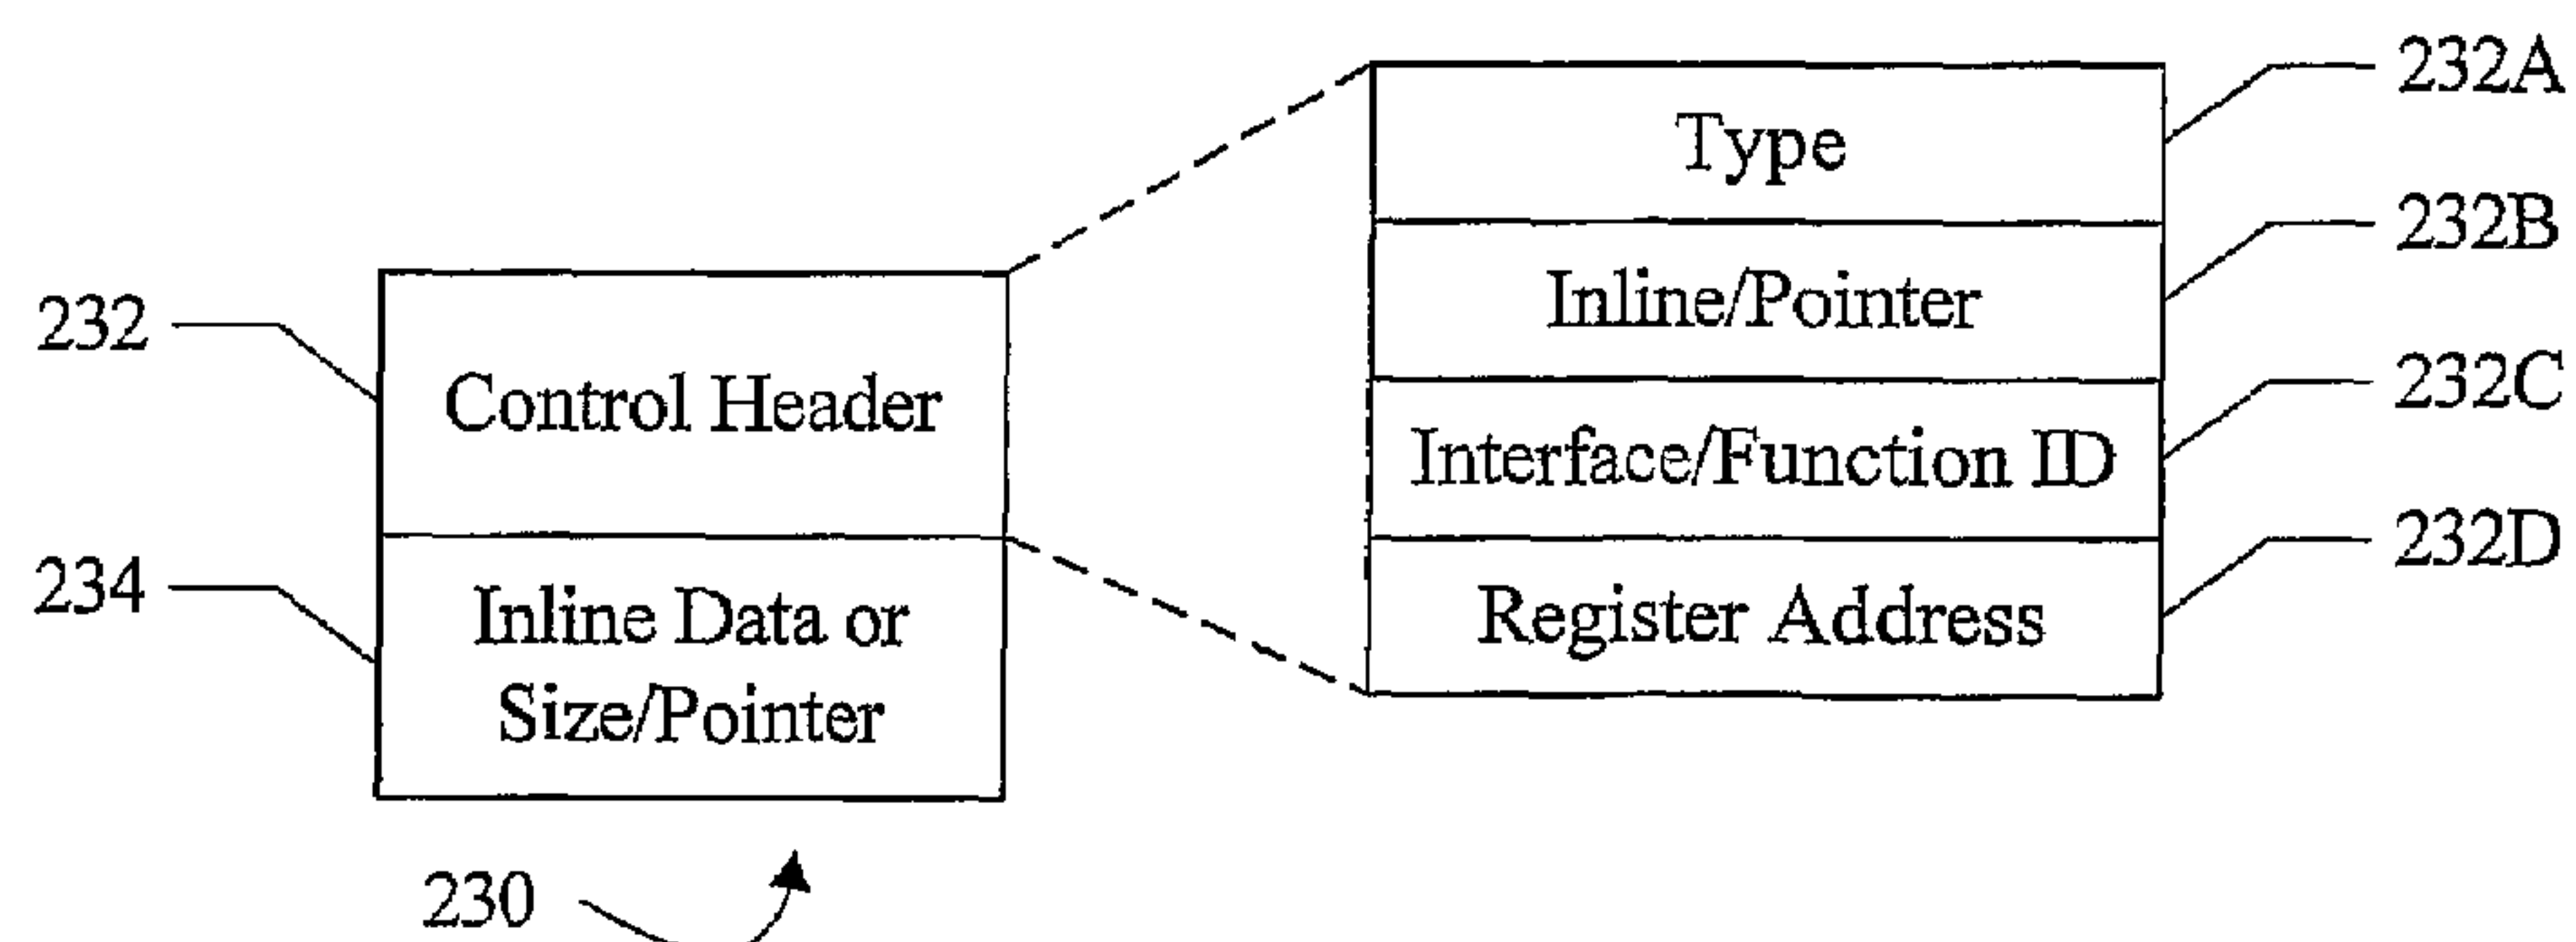 232
Control Header
234
Inline Data or
Size/Pointer
230
Type
232A
Inline/Pointer
232B
Interface/Function ID
232C
Register Address
232D